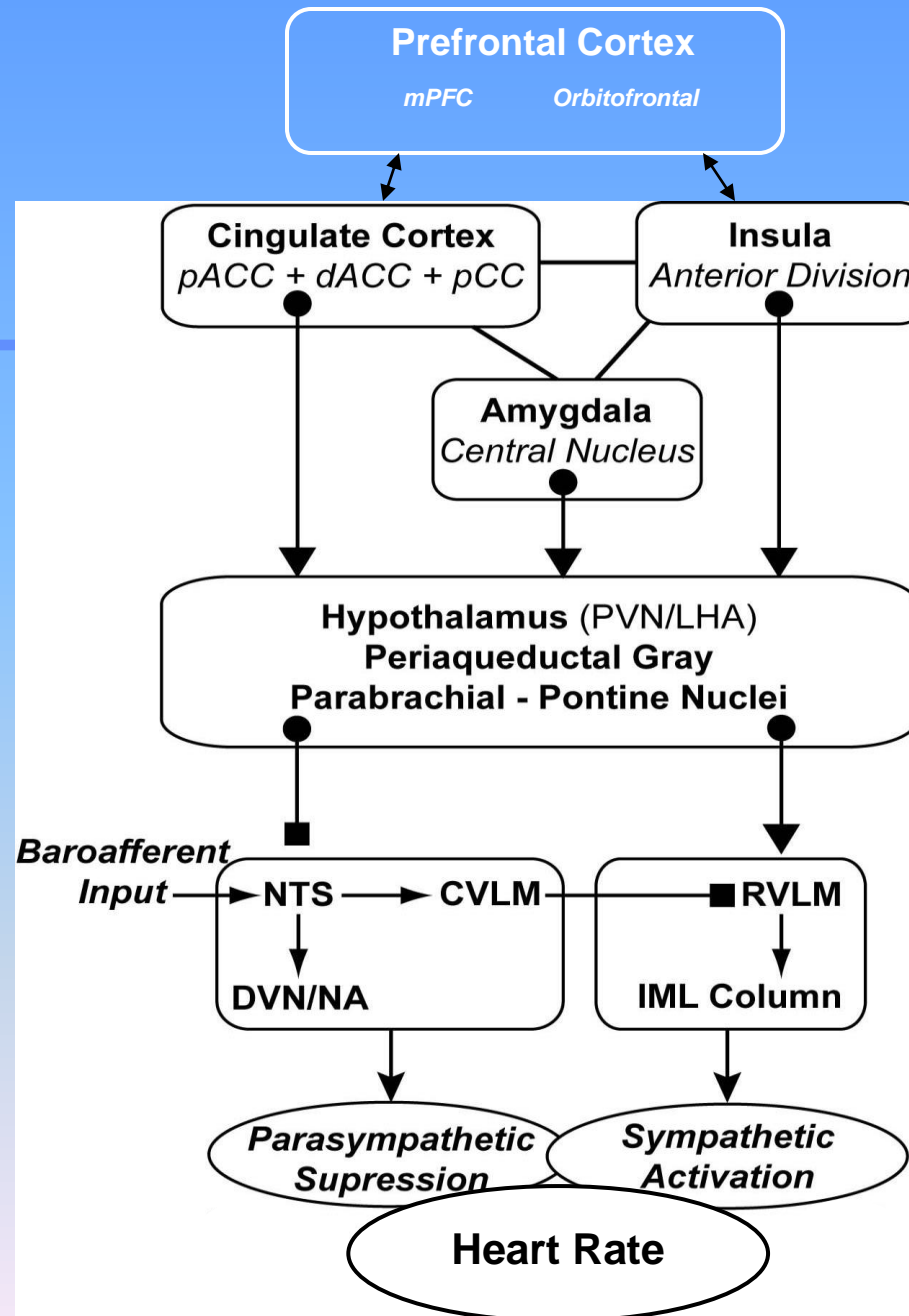 Prefrontal Cortex
mPFC Orbitofrontal
Cingulate Cortex
pACC + dACC + pCC
Insula
Anterior Division
Amygdala
Central Nucleus
Hypothalamus (PVN/LHA)
Periaqueductal Gray
Parabrachial - Pontine Nuclei
Baroafferent
Input
NTS
CVLM
RVLM
DVN/NA
IML Column
Parasympathetic
Supression
Sympathetic
Activation
Heart Rate